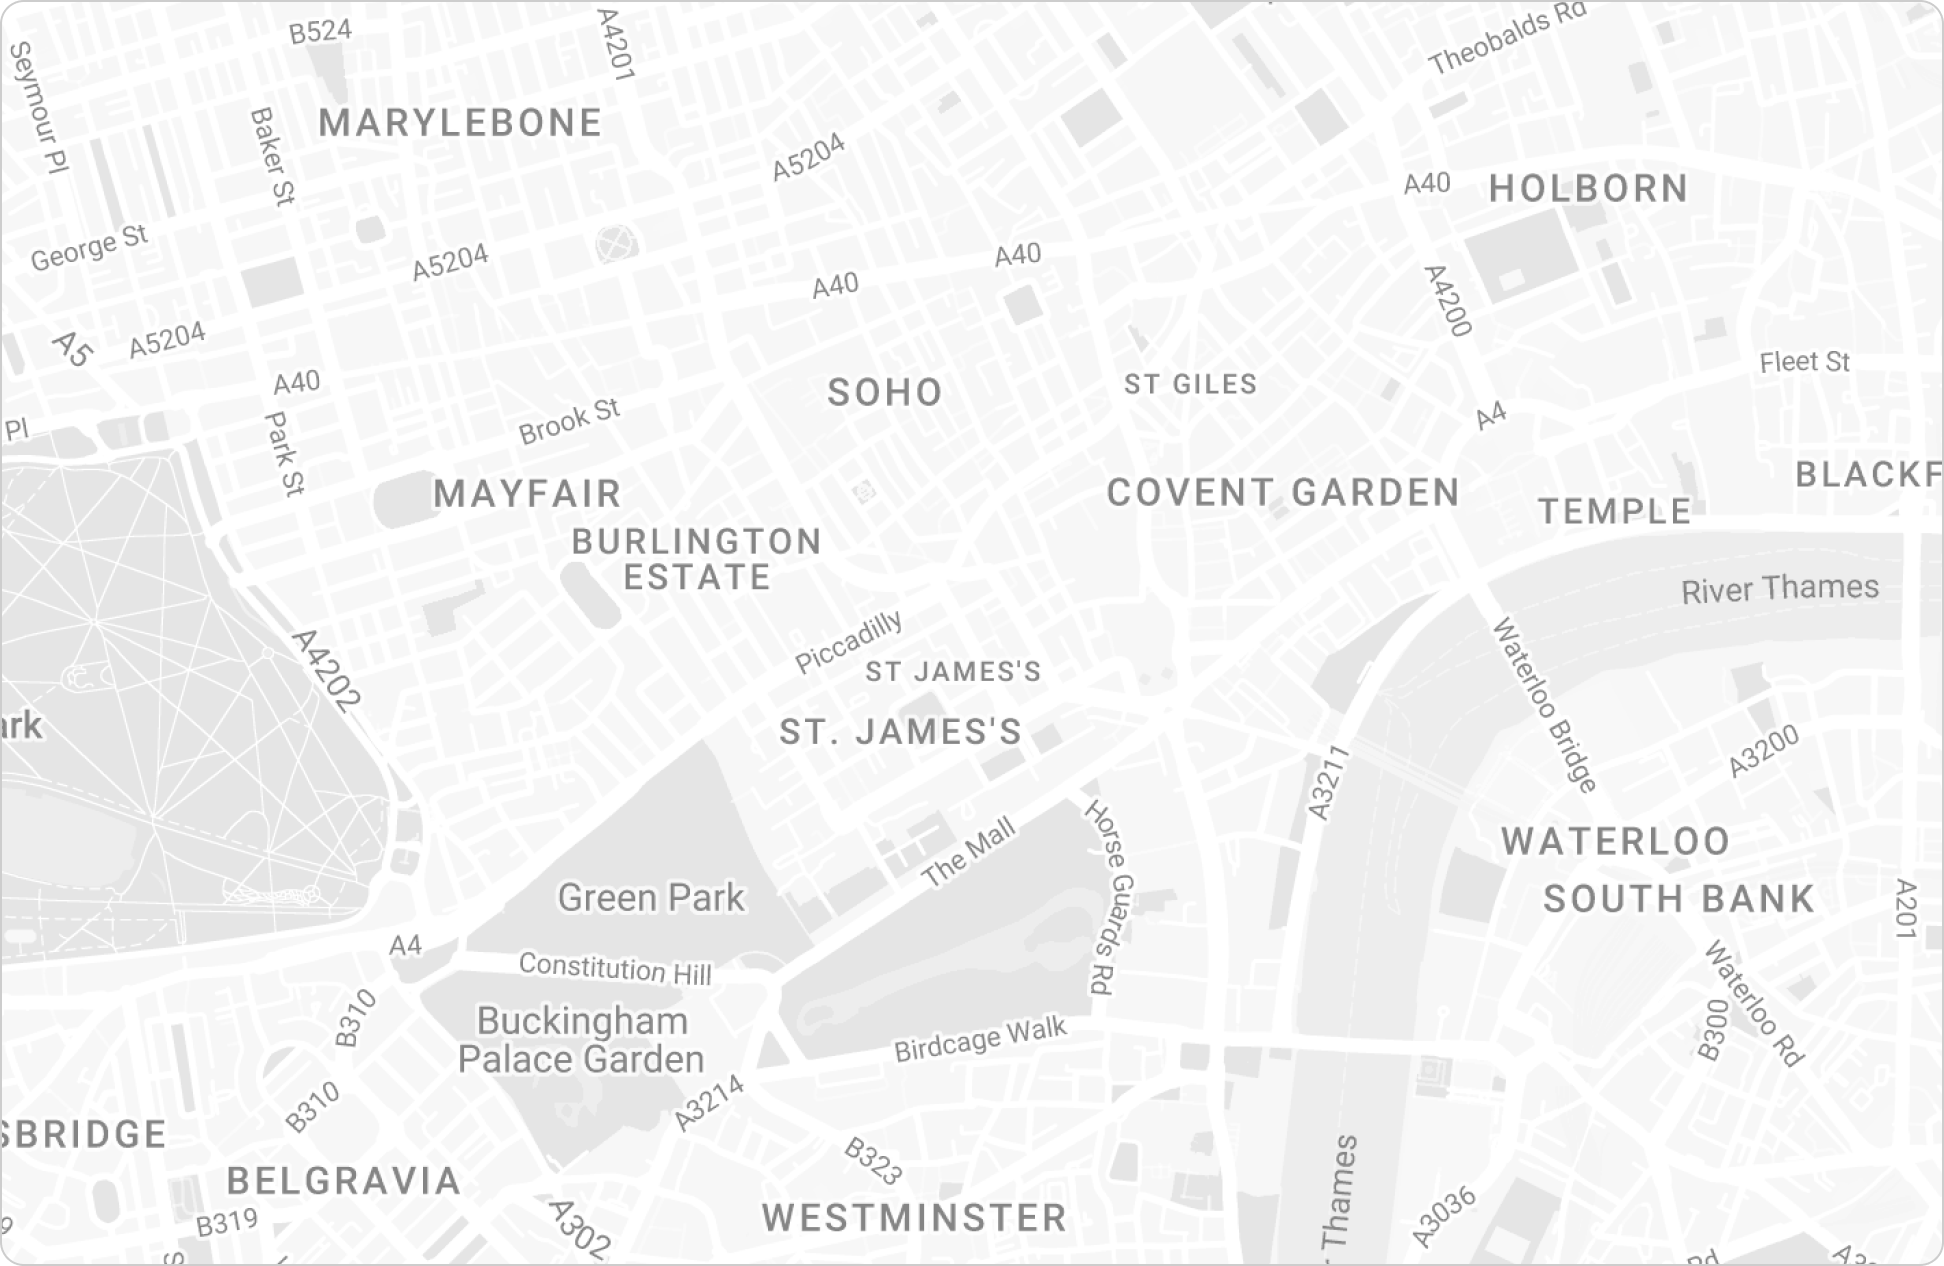 B524
A4201
Theobalds Rd
Seymour Pl
MARYLEBONE
Baker St
A5204
A40
HOLBORN
George St
A5204
A40
A40
A4200
A5
A5204
A40
Fleet St
SOHO
ST GILES
Pl
Park St
Brook St
A4
MAYFAIR
COVENT GARDEN
BLACKF
TEMPLE
BURLINGTON
ESTATE
River Thames
Piccadilly
A4202
ST JAMES'S
Waterloo Bridge
ark
ST. JAMES'S
A3211
A3200
The Mall
Horse Guards Rd
WATERLOO
Green Park
SOUTH BANK
A201
A4
Constitution Hill
Waterloo Rd
B310
Buckingham
Palace Garden
Birdcage Walk
B300
A3214
B310
SBRIDGE
B323
BELGRAVIA
Thames
B319
A302
WESTMINSTER
A3036
9
S
Rd